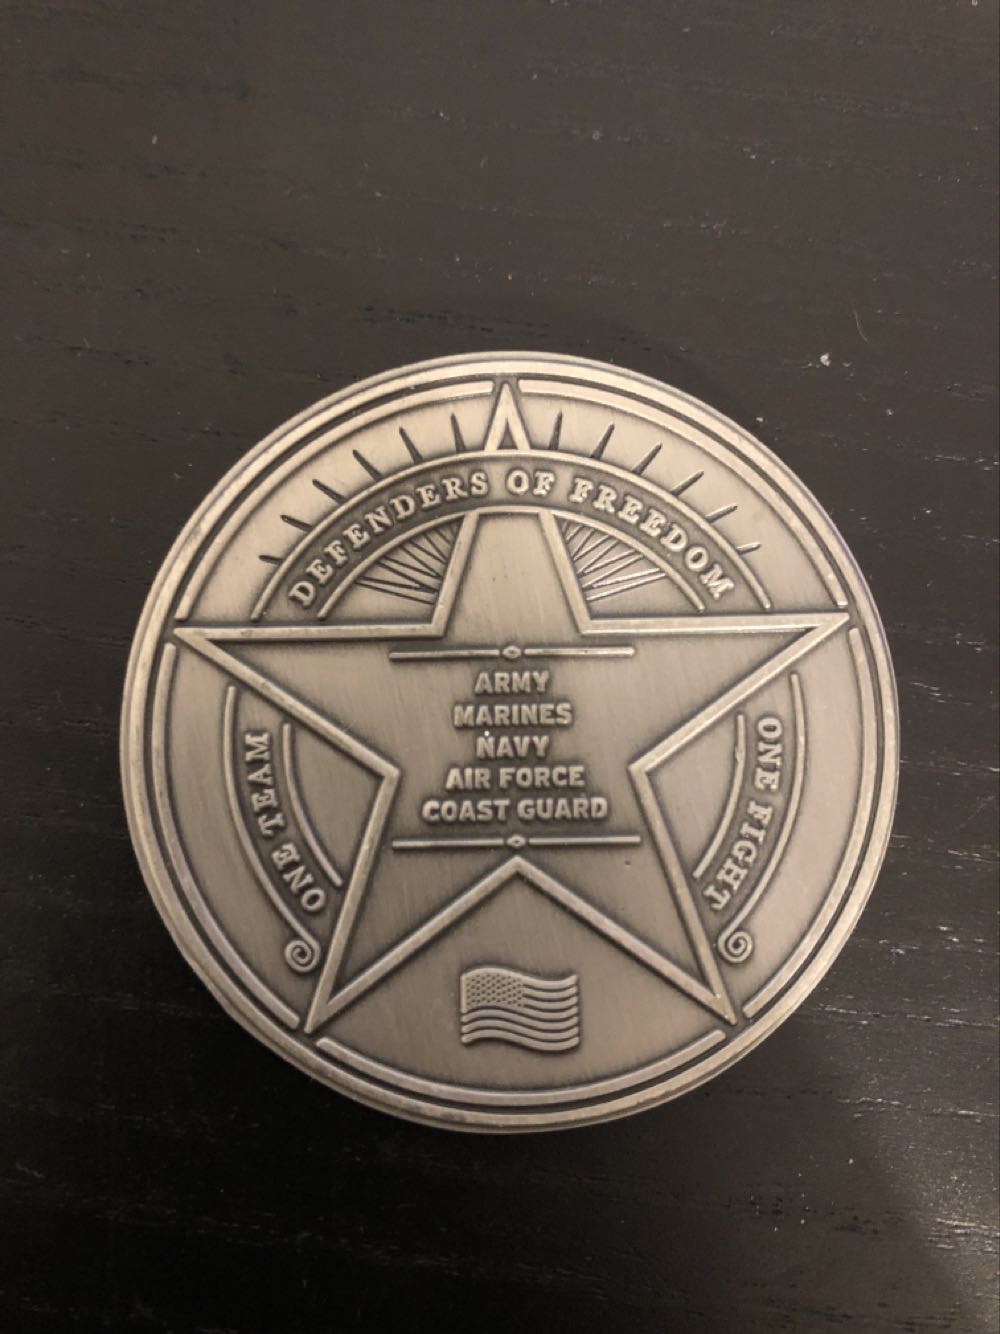 DEFENDERS OF FREEDOM
ARMY
MARINES
NAVY
AIR FORCE
COAST GUARD
ONE TEAM
ONE FIGHT